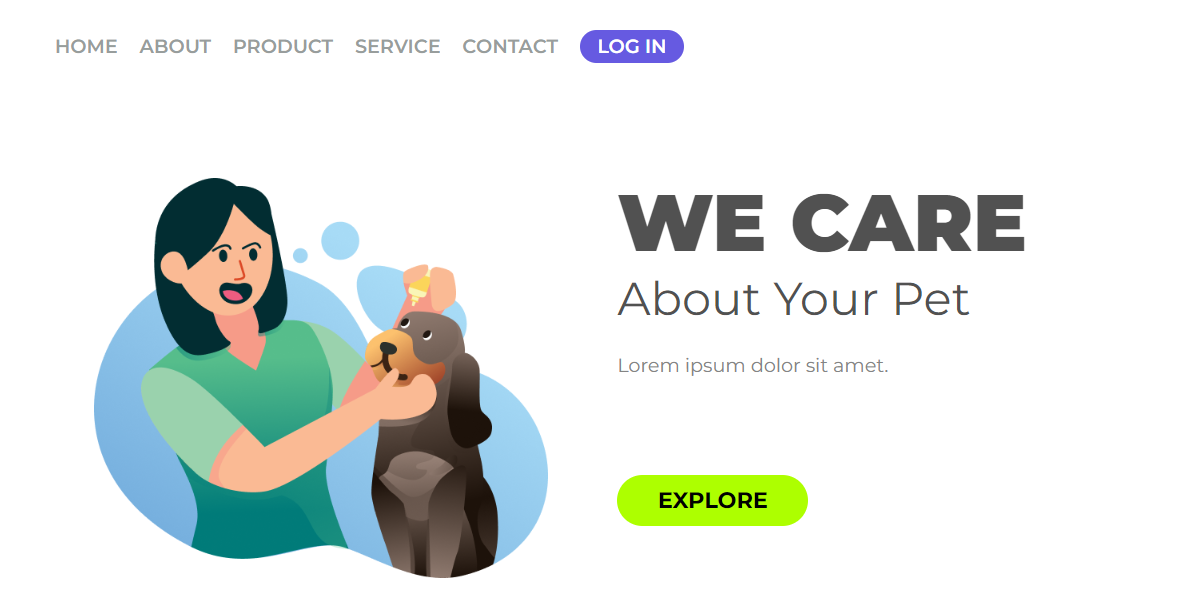 HOME ABOUT PRODUCT SERVICE CONTACT LOG IN
WE CARE
About Your Pet
Lorem ipsum dolor sit amet.
EXPLORE